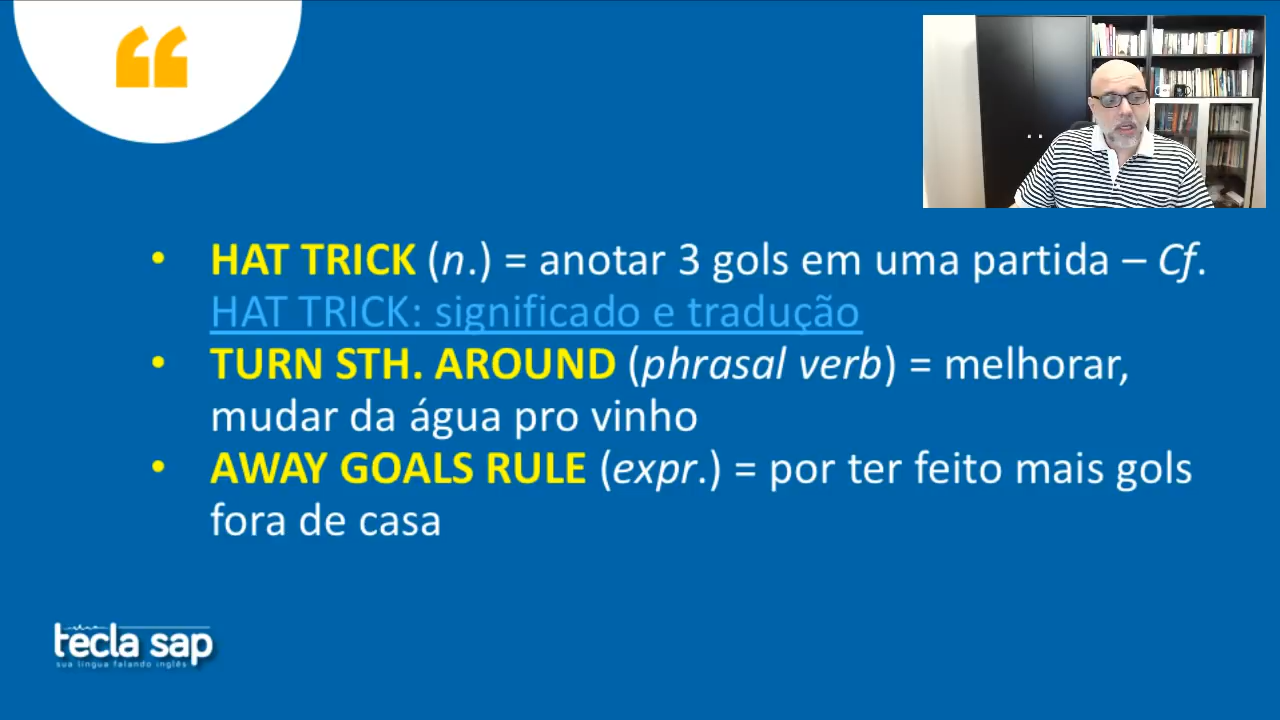 • HAT TRICK (n.) = anotar 3 gols em uma partida – Cf.
HAT TRICK: significado e tradução
• TURN STH. AROUND (phrasal verb) = melhorar,
mudar da água pro vinho
• AWAY GOALS RULE (expr.) = por ter feito mais gols
fora de casa
tecla sap
sua língua falando inglês